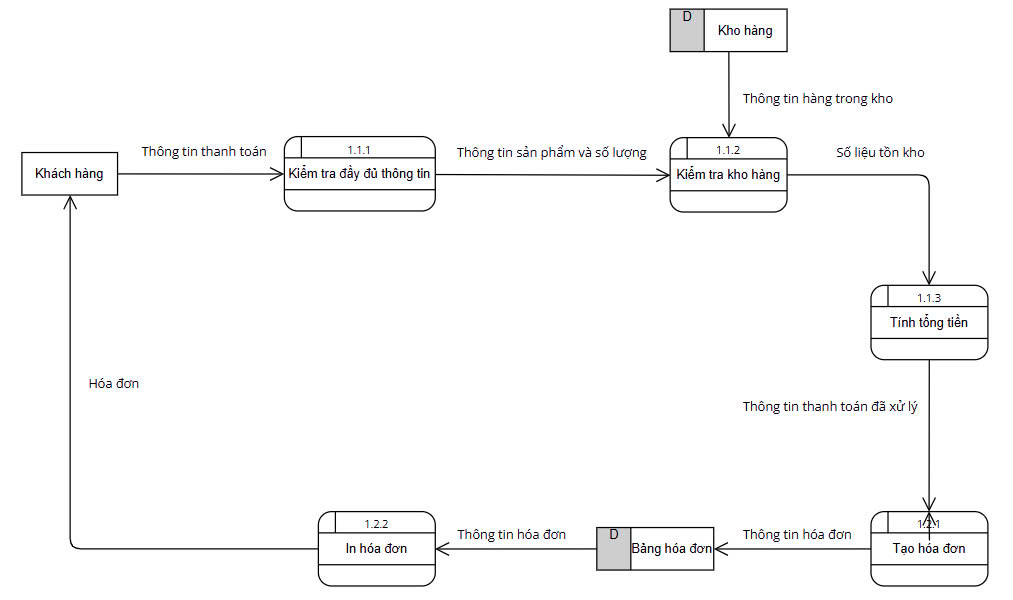 D
Kho hàng
Thông tin hàng trong kho
Thông tin thanh toán
1.1.1
Thông tin sản phẩm và số lượng
1.1.2
Số liệu tồn kho
Khách hàng
Kiểm tra đầy đủ thông tin
Kiểm tra kho hàng
1.1.3
Tính tổng tiền
Hóa đơn
Thông tin thanh toán đã xử lý
1.2.2
1.2.1
Thông tin hóa đơn
D
Thông tin hóa đơn
In hóa đơn
Bảng hóa đơn
Tạo hóa đơn